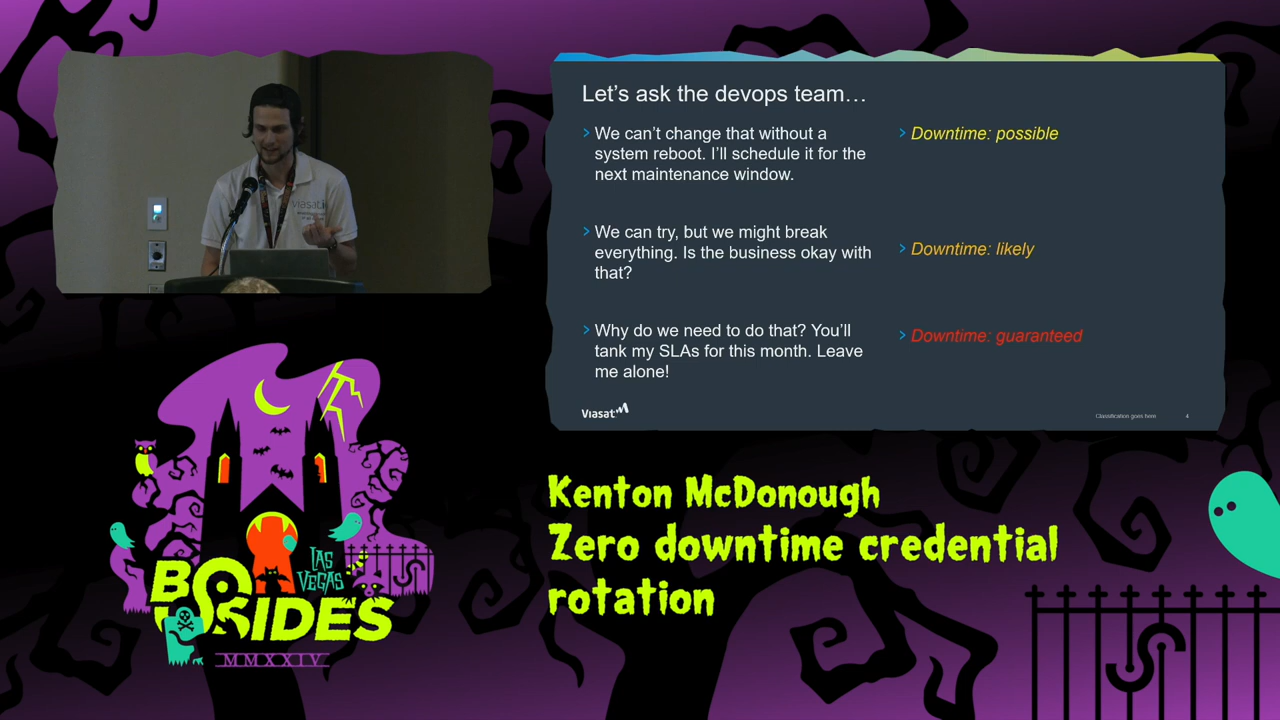 Let's ask the devops team…
We can't change that without a
system reboot. I'll schedule it for the
next maintenance window.
Downtime: possible
We can try, but we might break
everything. Is the business okay with
that?
Downtime: likely
Why do we need to do that? You'll
tank my SLAs for this month. Leave
me alone!
Downtime: guaranteed
Viasat
Classification goes here
4
viasat
Kenton McDonough
Zero downtime credential
rotation
LAS
VEGAS
BSIDES
MMXXIV